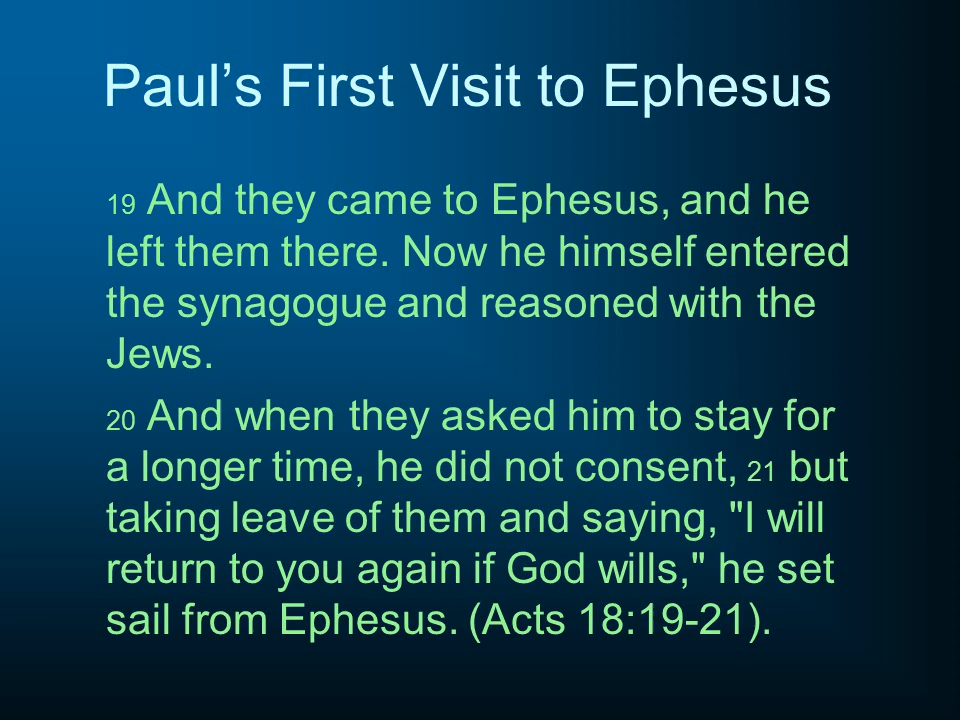 Paul’s First Visit to Ephesus
19 And they came to Ephesus, and he
left them there. Now he himself entered
the synagogue and reasoned with the
Jews.
20 And when they asked him to stay for
a longer time, he did not consent, 21 but
taking leave of them and saying, "I will
return to you again if God wills," he set
sail from Ephesus. (Acts 18:19-21).